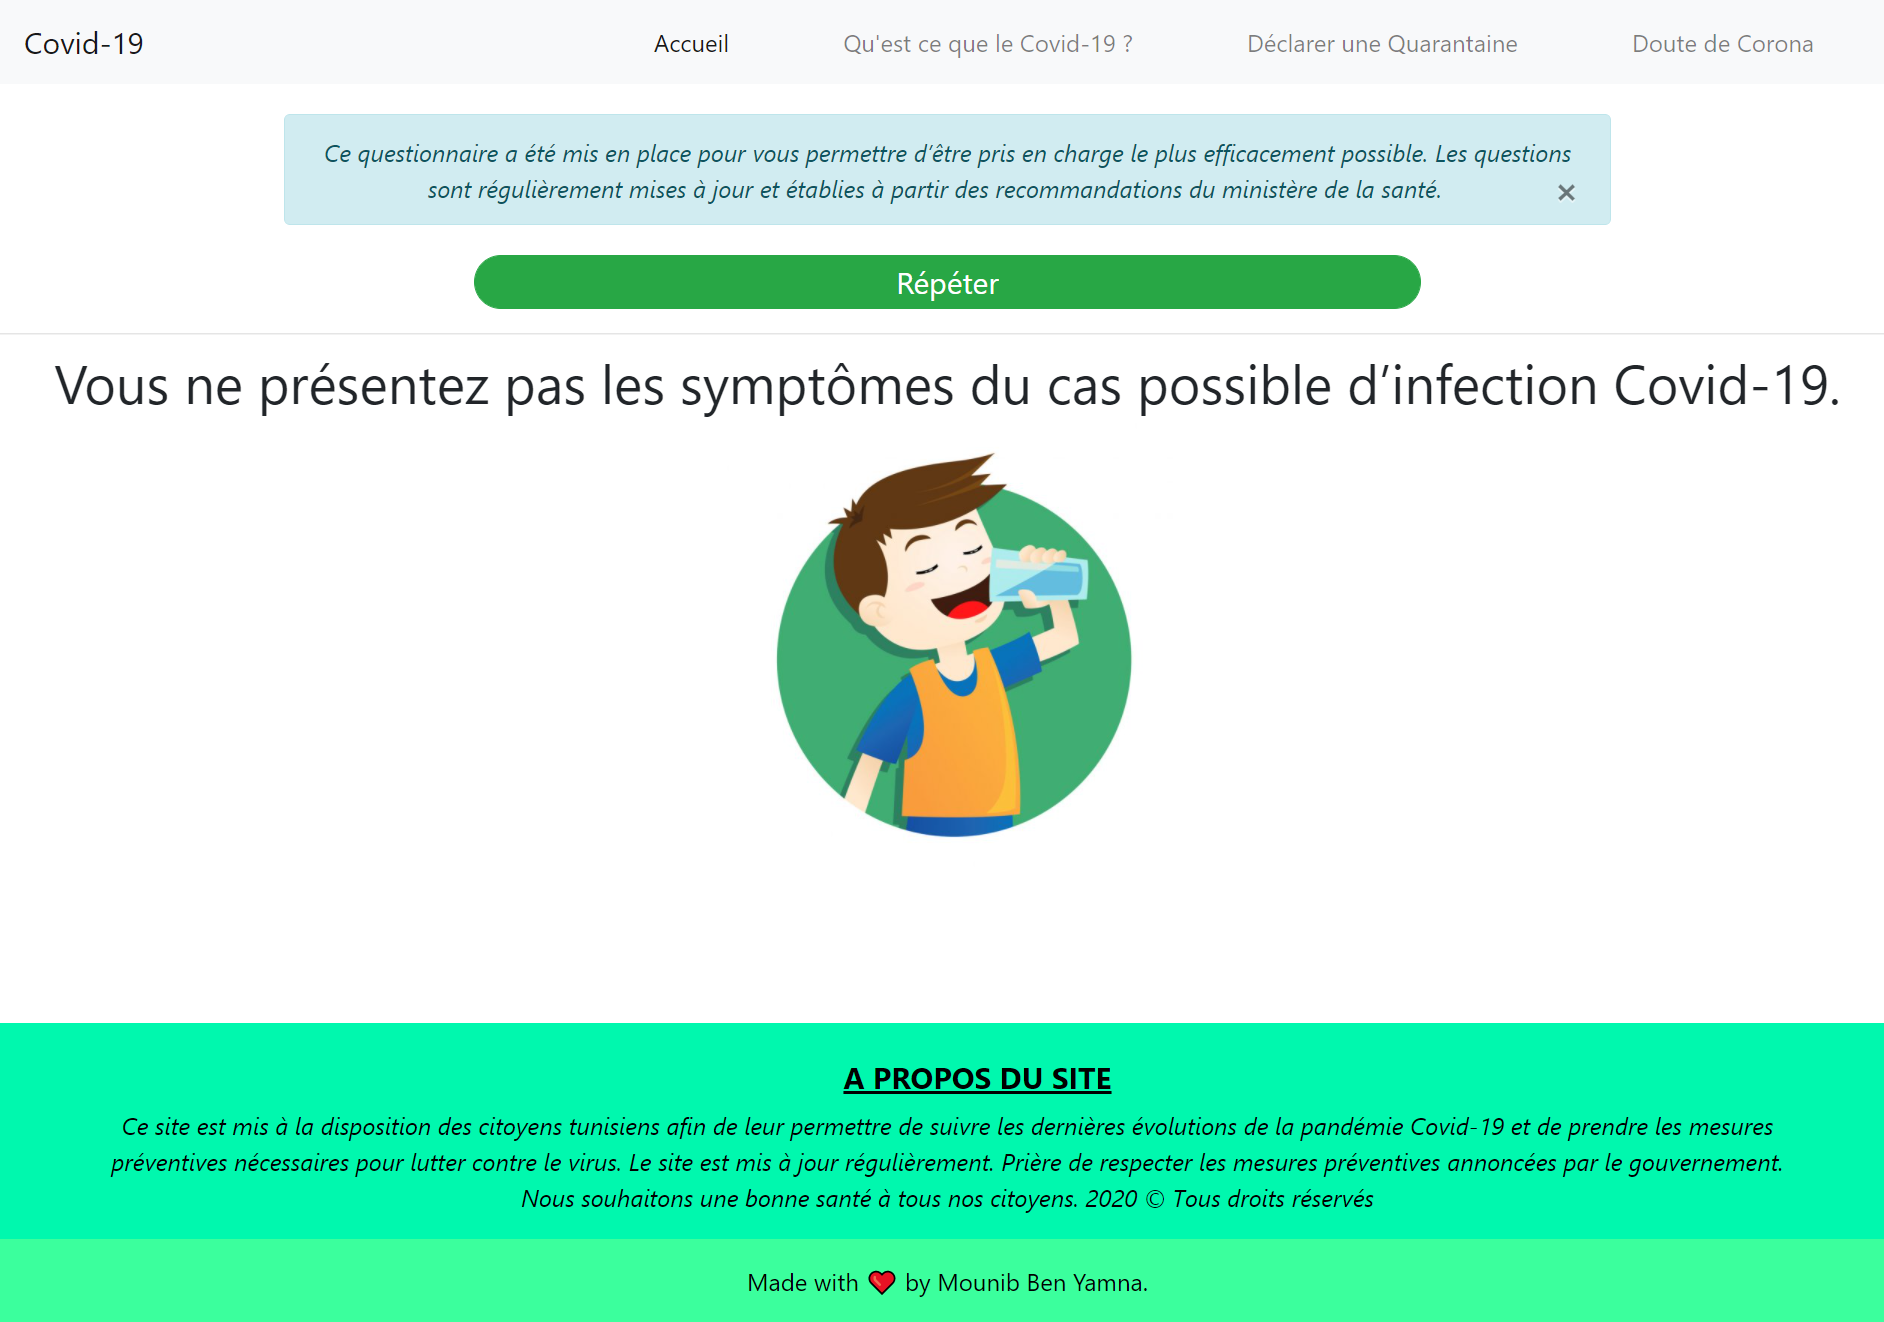 Covid-19
Accueil
Qu'est ce que le Covid-19 ?
Déclarer une Quarantaine
Doute de Corona
Ce questionnaire a été mis en place pour vous permettre d’être pris en charge le plus efficacement possible. Les questions
sont régulièrement mises à jour et établies à partir des recommandations du ministère de la santé.
×
Répéter
Vous ne présentez pas les symptômes du cas possible d’infection Covid-19.
A PROPOS DU SITE
Ce site est mis à la disposition des citoyens tunisiens afin de leur permettre de suivre les dernières évolutions de la pandémie Covid-19 et de prendre les mesures
préventives nécessaires pour lutter contre le virus. Le site est mis à jour régulièrement. Prière de respecter les mesures préventives annoncées par le gouvernement.
Nous souhaitons une bonne santé à tous nos citoyens. 2020 © Tous droits réservés
Made with ❤ by Mounib Ben Yamna.